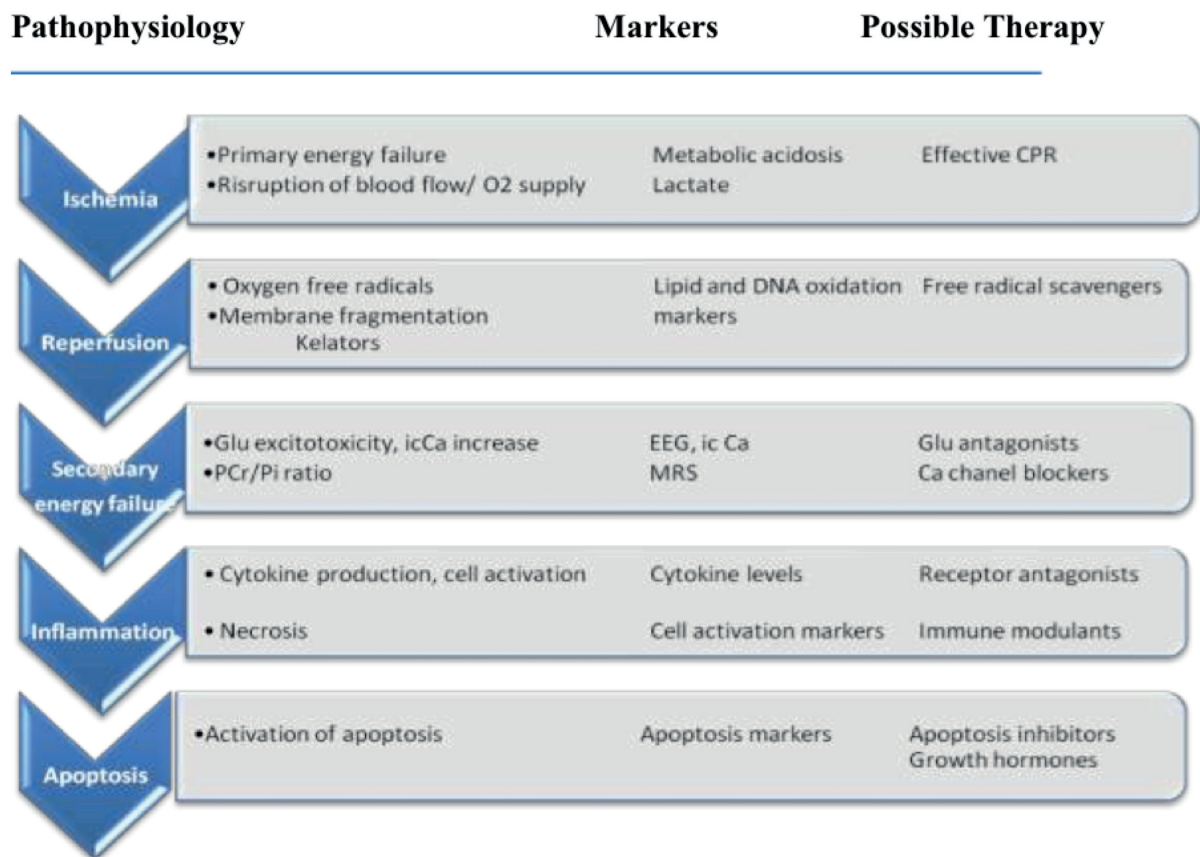 Pathophysiology Markers Possible Therapy
Ischemia
•Primary energy failure Metabolic acidosis Effective CPR
•Risruption of blood flow/ O2 supply Lactate
Reperfusion
• Oxygen free radicals Lipid and DNA oxidation Free radical scavengers
•Membrane fragmentation markers
Kelators
Secondary
energy failure
•Glu excitotoxicity, icCa increase EEG, ic Ca Glu antagonists
•PCr/Pi ratio MRS Ca chanel blockers
Inflammation
• Cytokine production, cell activation Cytokine levels Receptor antagonists
• Necrosis Cell activation markers Immune modulants
Apoptosis
•Activation of apoptosis Apoptosis markers Apoptosis inhibitors
Growth hormones